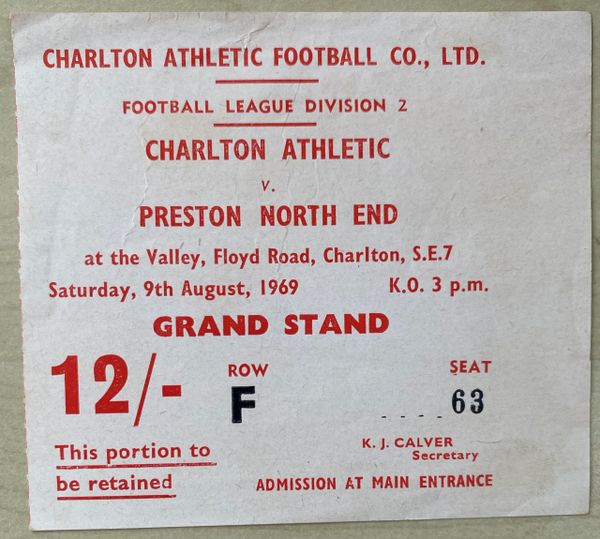 CHARLTON ATHLETIC FOOTBALL CO., LTD.
FOOTBALL LEAGUE DIVISION 2
CHARLTON ATHLETIC
v.
PRESTON NORTH END
at the Valley, Floyd Road, Charlton, S.E.7
Saturday, 9th August, 1969 K.O. 3 p.m.
GRAND STAND
12/- ROW SEAT
F ---- 63
This portion to
be retained
K. J. CALVER
Secretary
ADMISSION AT MAIN ENTRANCE